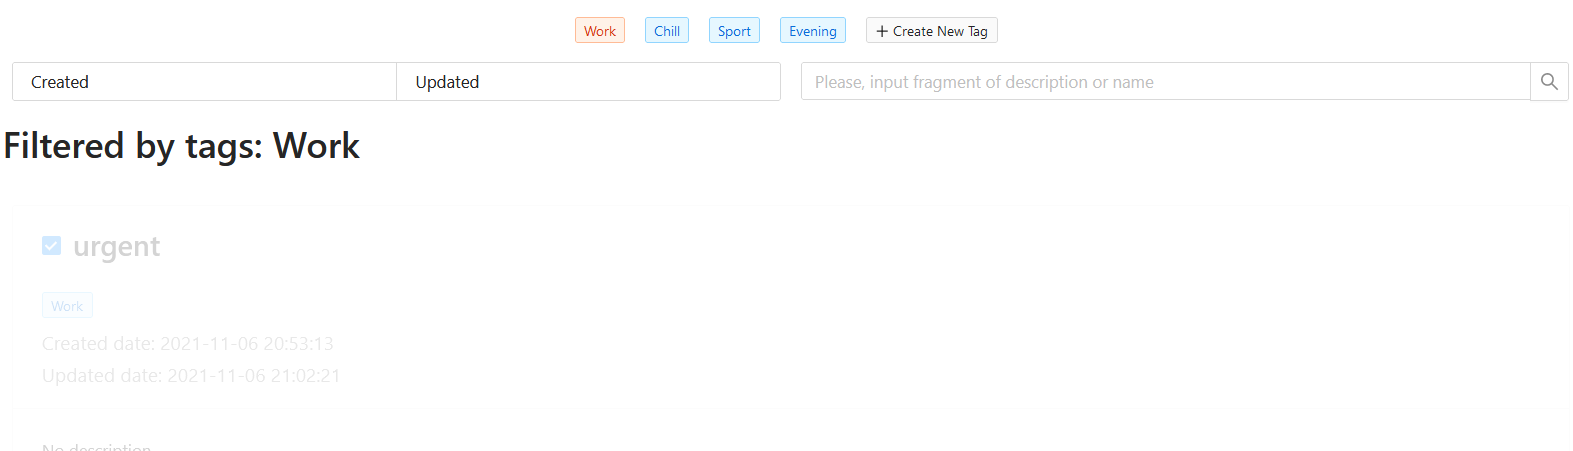 Work Chill Sport Evening + Create New Tag
Created Updated Please, input fragment of description or name
Filtered by tags: Work
urgent
Work
Created date: 2021-11-06 20:53:13
Updated date: 2021-11-06 21:02:21
No description